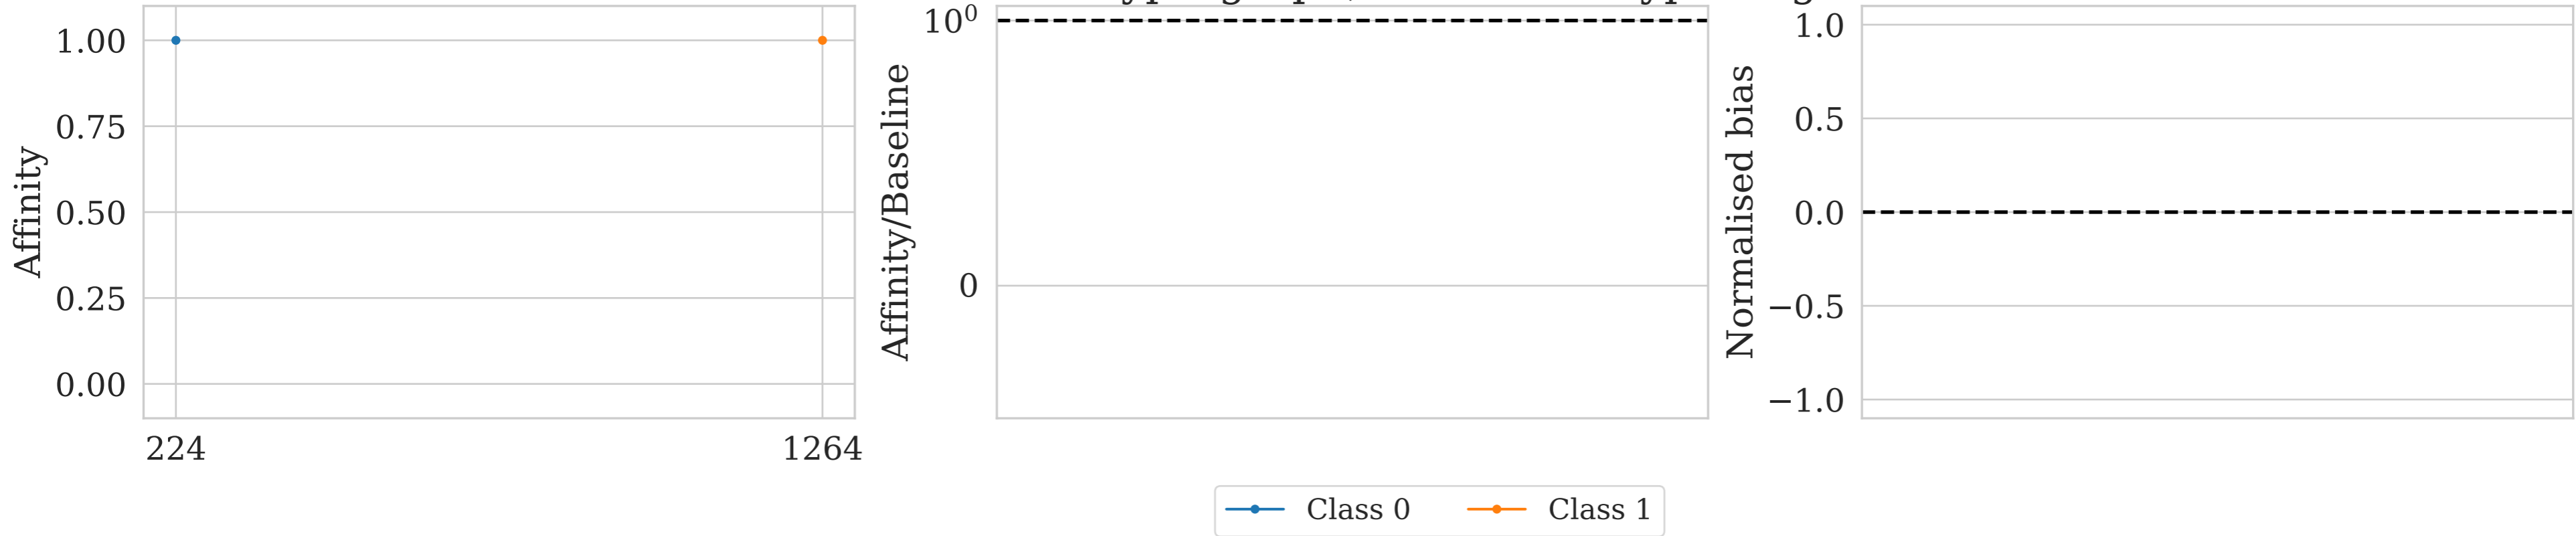 Affinity
1.00
0.75
0.50
0.25
0.00
224
1264
Affinity/Baseline
10⁰
0
Normalised bias
1.0
0.5
0.0
−0.5
−1.0
Class 0
Class 1